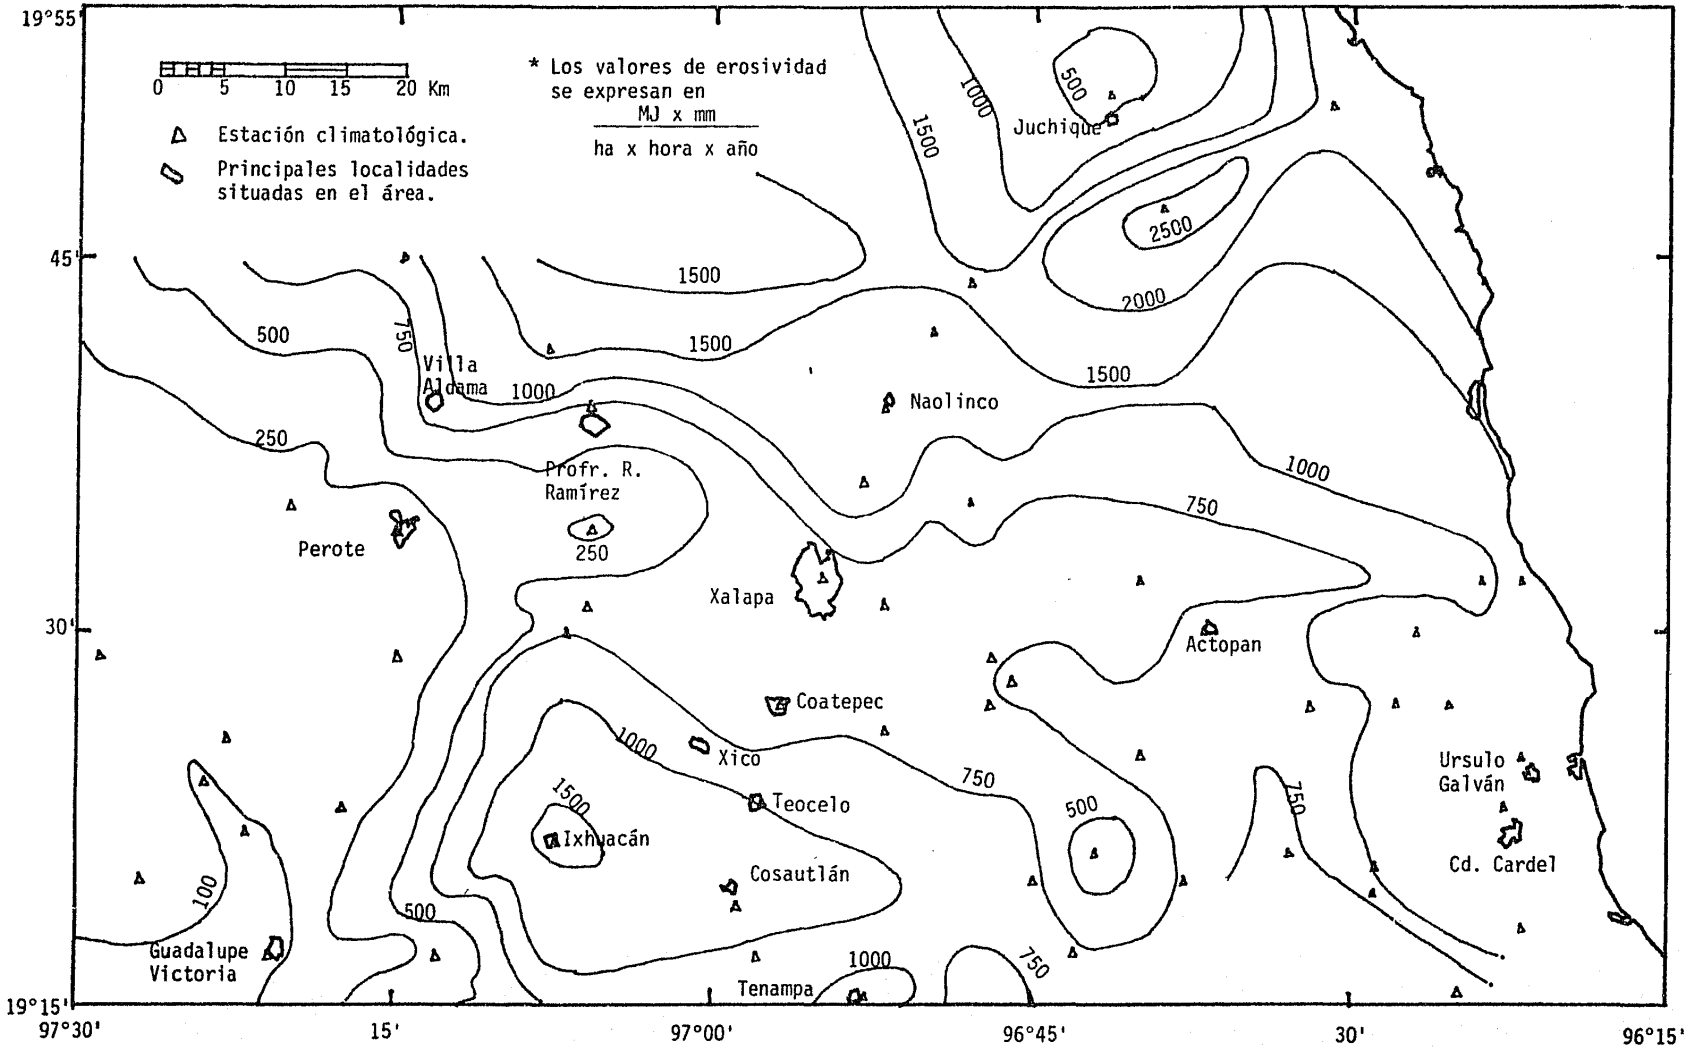 19°55'
* Los valores de erosividad
se expresan en
MJ x mm
ha x hora x año
0 5 10 15 20 Km
Estación climatológica.
Principales localidades
situadas en el área.
500
1000
1500
Juchique
2500
2000
45'
1500
1500
1500
500
750
Villa
Aldama
1000
Naolinco
250
Profr. R.
Ramírez
1000
750
Perote
250
Xalapa
30'
Actopan
Coatepec
1000
Xico
Ursulo
Galván
750
1500
Teocelo
500
750
Ixhuacán
Cd. Cardel
Cosautlán
100
500
Guadalupe
Victoria
750
1000
Tenampa
19°15'
97°30' 15' 97°00' 96°45' 30' 96°15'